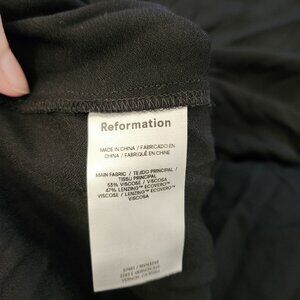 Reformation
MADE IN CHINA / FABRICADO EN
CHINA / FABRIQUÉ EN CHINE
MAIN FABRIC / TEJIDO PRINCIPAL /
TISSU PRINCIPAL
53% VISCOSE / VISCOSA
47% LENZING™ ECOVERO™
VISCOSE / LENZING™ ECOVERO™
VISCOSA